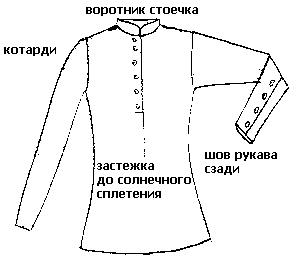 воротник стоечка
котарди
застежка
до солнечного
сплетения
шов рукава
сзади